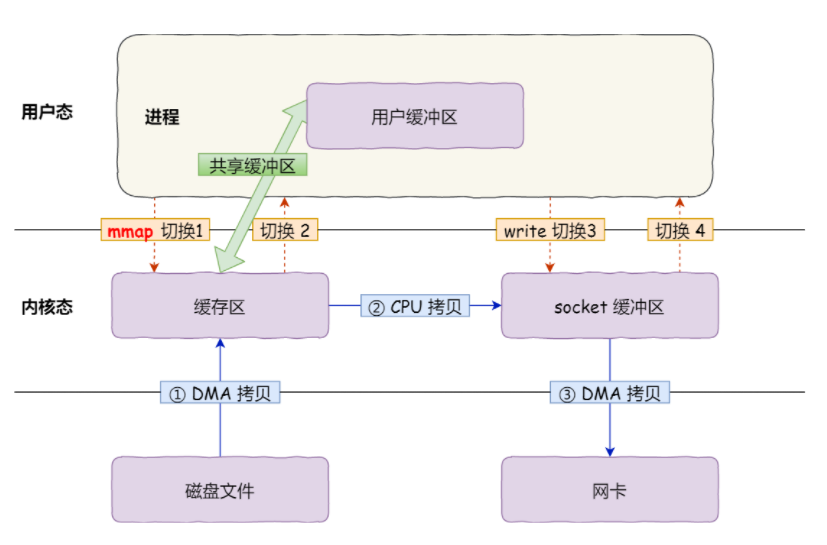 用户态
进程
用户缓冲区
共享缓冲区
mmap 切换1
切换 2
write 切换3
切换 4
内核态
缓存区
② CPU 拷贝
socket 缓冲区
① DMA 拷贝
③ DMA 拷贝
磁盘文件
网卡